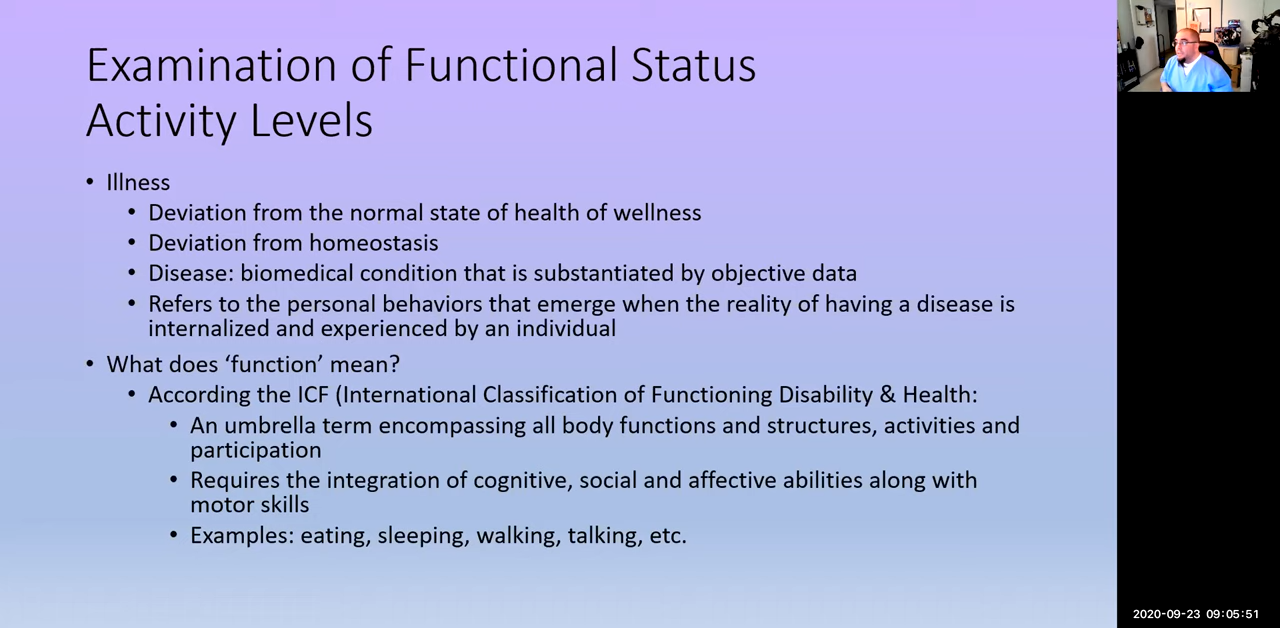 Examination of Functional Status
Activity Levels
• Illness
• Deviation from the normal state of health of wellness
• Deviation from homeostasis
• Disease: biomedical condition that is substantiated by objective data
• Refers to the personal behaviors that emerge when the reality of having a disease is
internalized and experienced by an individual
• What does ‘function’ mean?
• According the ICF (International Classification of Functioning Disability & Health:
• An umbrella term encompassing all body functions and structures, activities and
participation
• Requires the integration of cognitive, social and affective abilities along with
motor skills
• Examples: eating, sleeping, walking, talking, etc.
2020-09-23 09:05:51